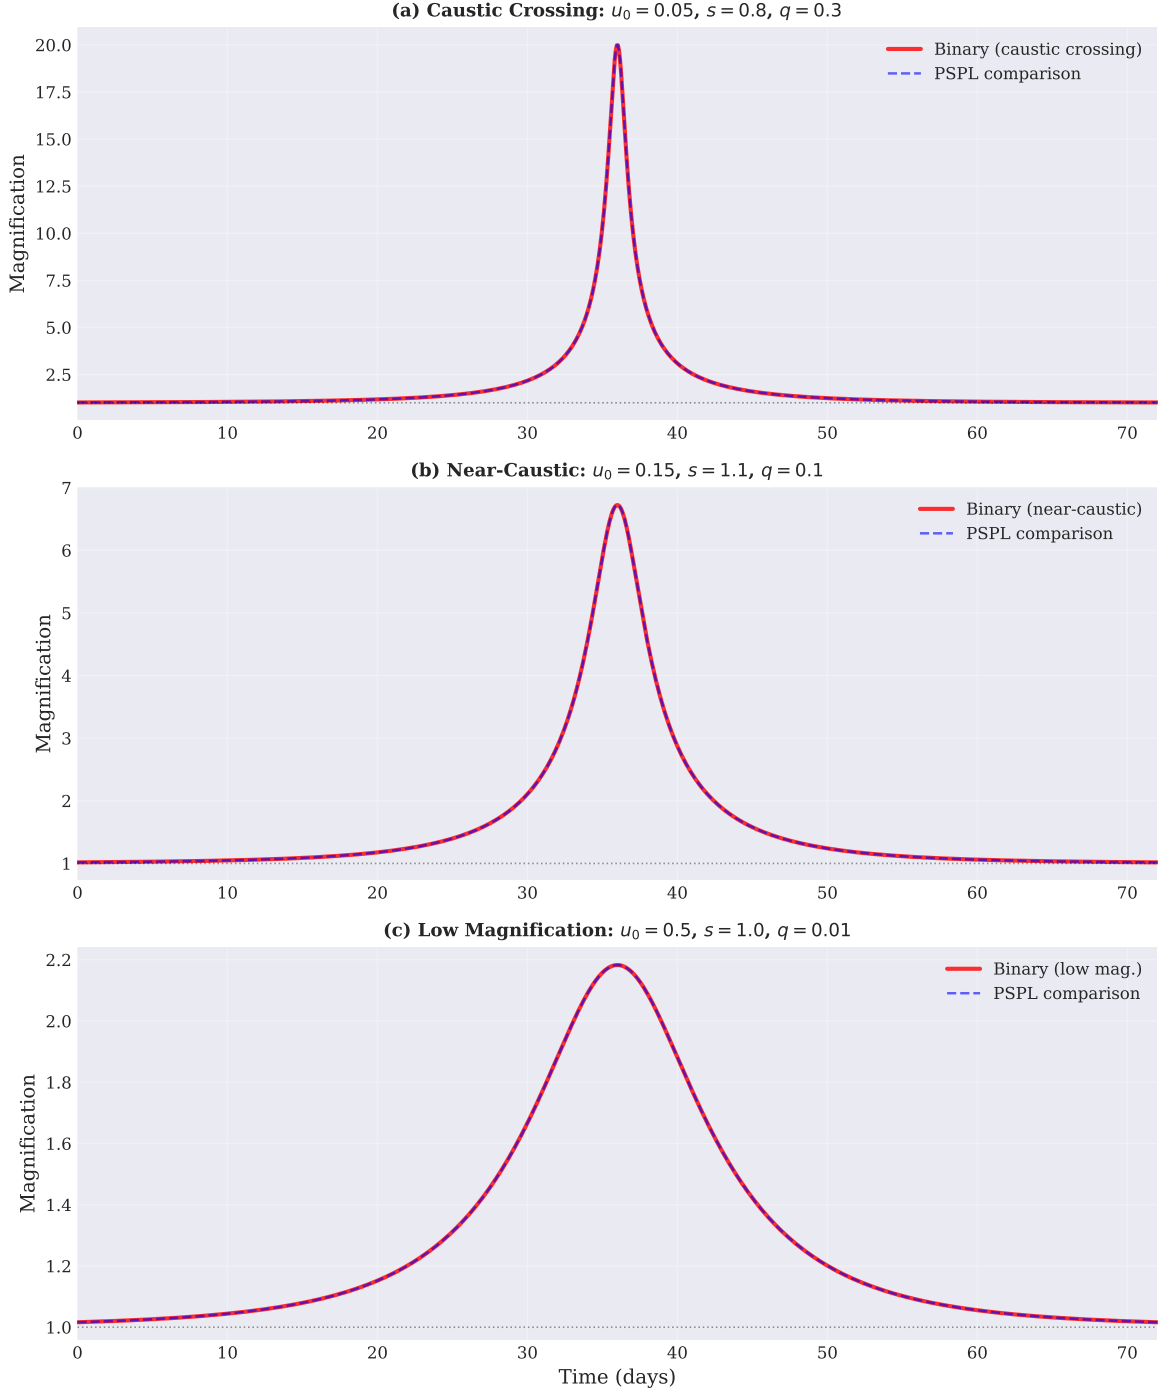 (a) Caustic Crossing: u₀ = 0.05, s = 0.8, q = 0.3
Binary (caustic crossing)
PSPL comparison
Magnification
20.0
17.5
15.0
12.5
10.0
7.5
5.0
2.5
0 10 20 30 40 50 60 70
(b) Near-Caustic: u₀ = 0.15, s = 1.1, q = 0.1
Binary (near-caustic)
PSPL comparison
Magnification
7
6
5
4
3
2
1
0 10 20 30 40 50 60 70
(c) Low Magnification: u₀ = 0.5, s = 1.0, q = 0.01
Binary (low mag.)
PSPL comparison
Magnification
2.2
2.0
1.8
1.6
1.4
1.2
1.0
0 10 20 30 40 50 60 70
Time (days)